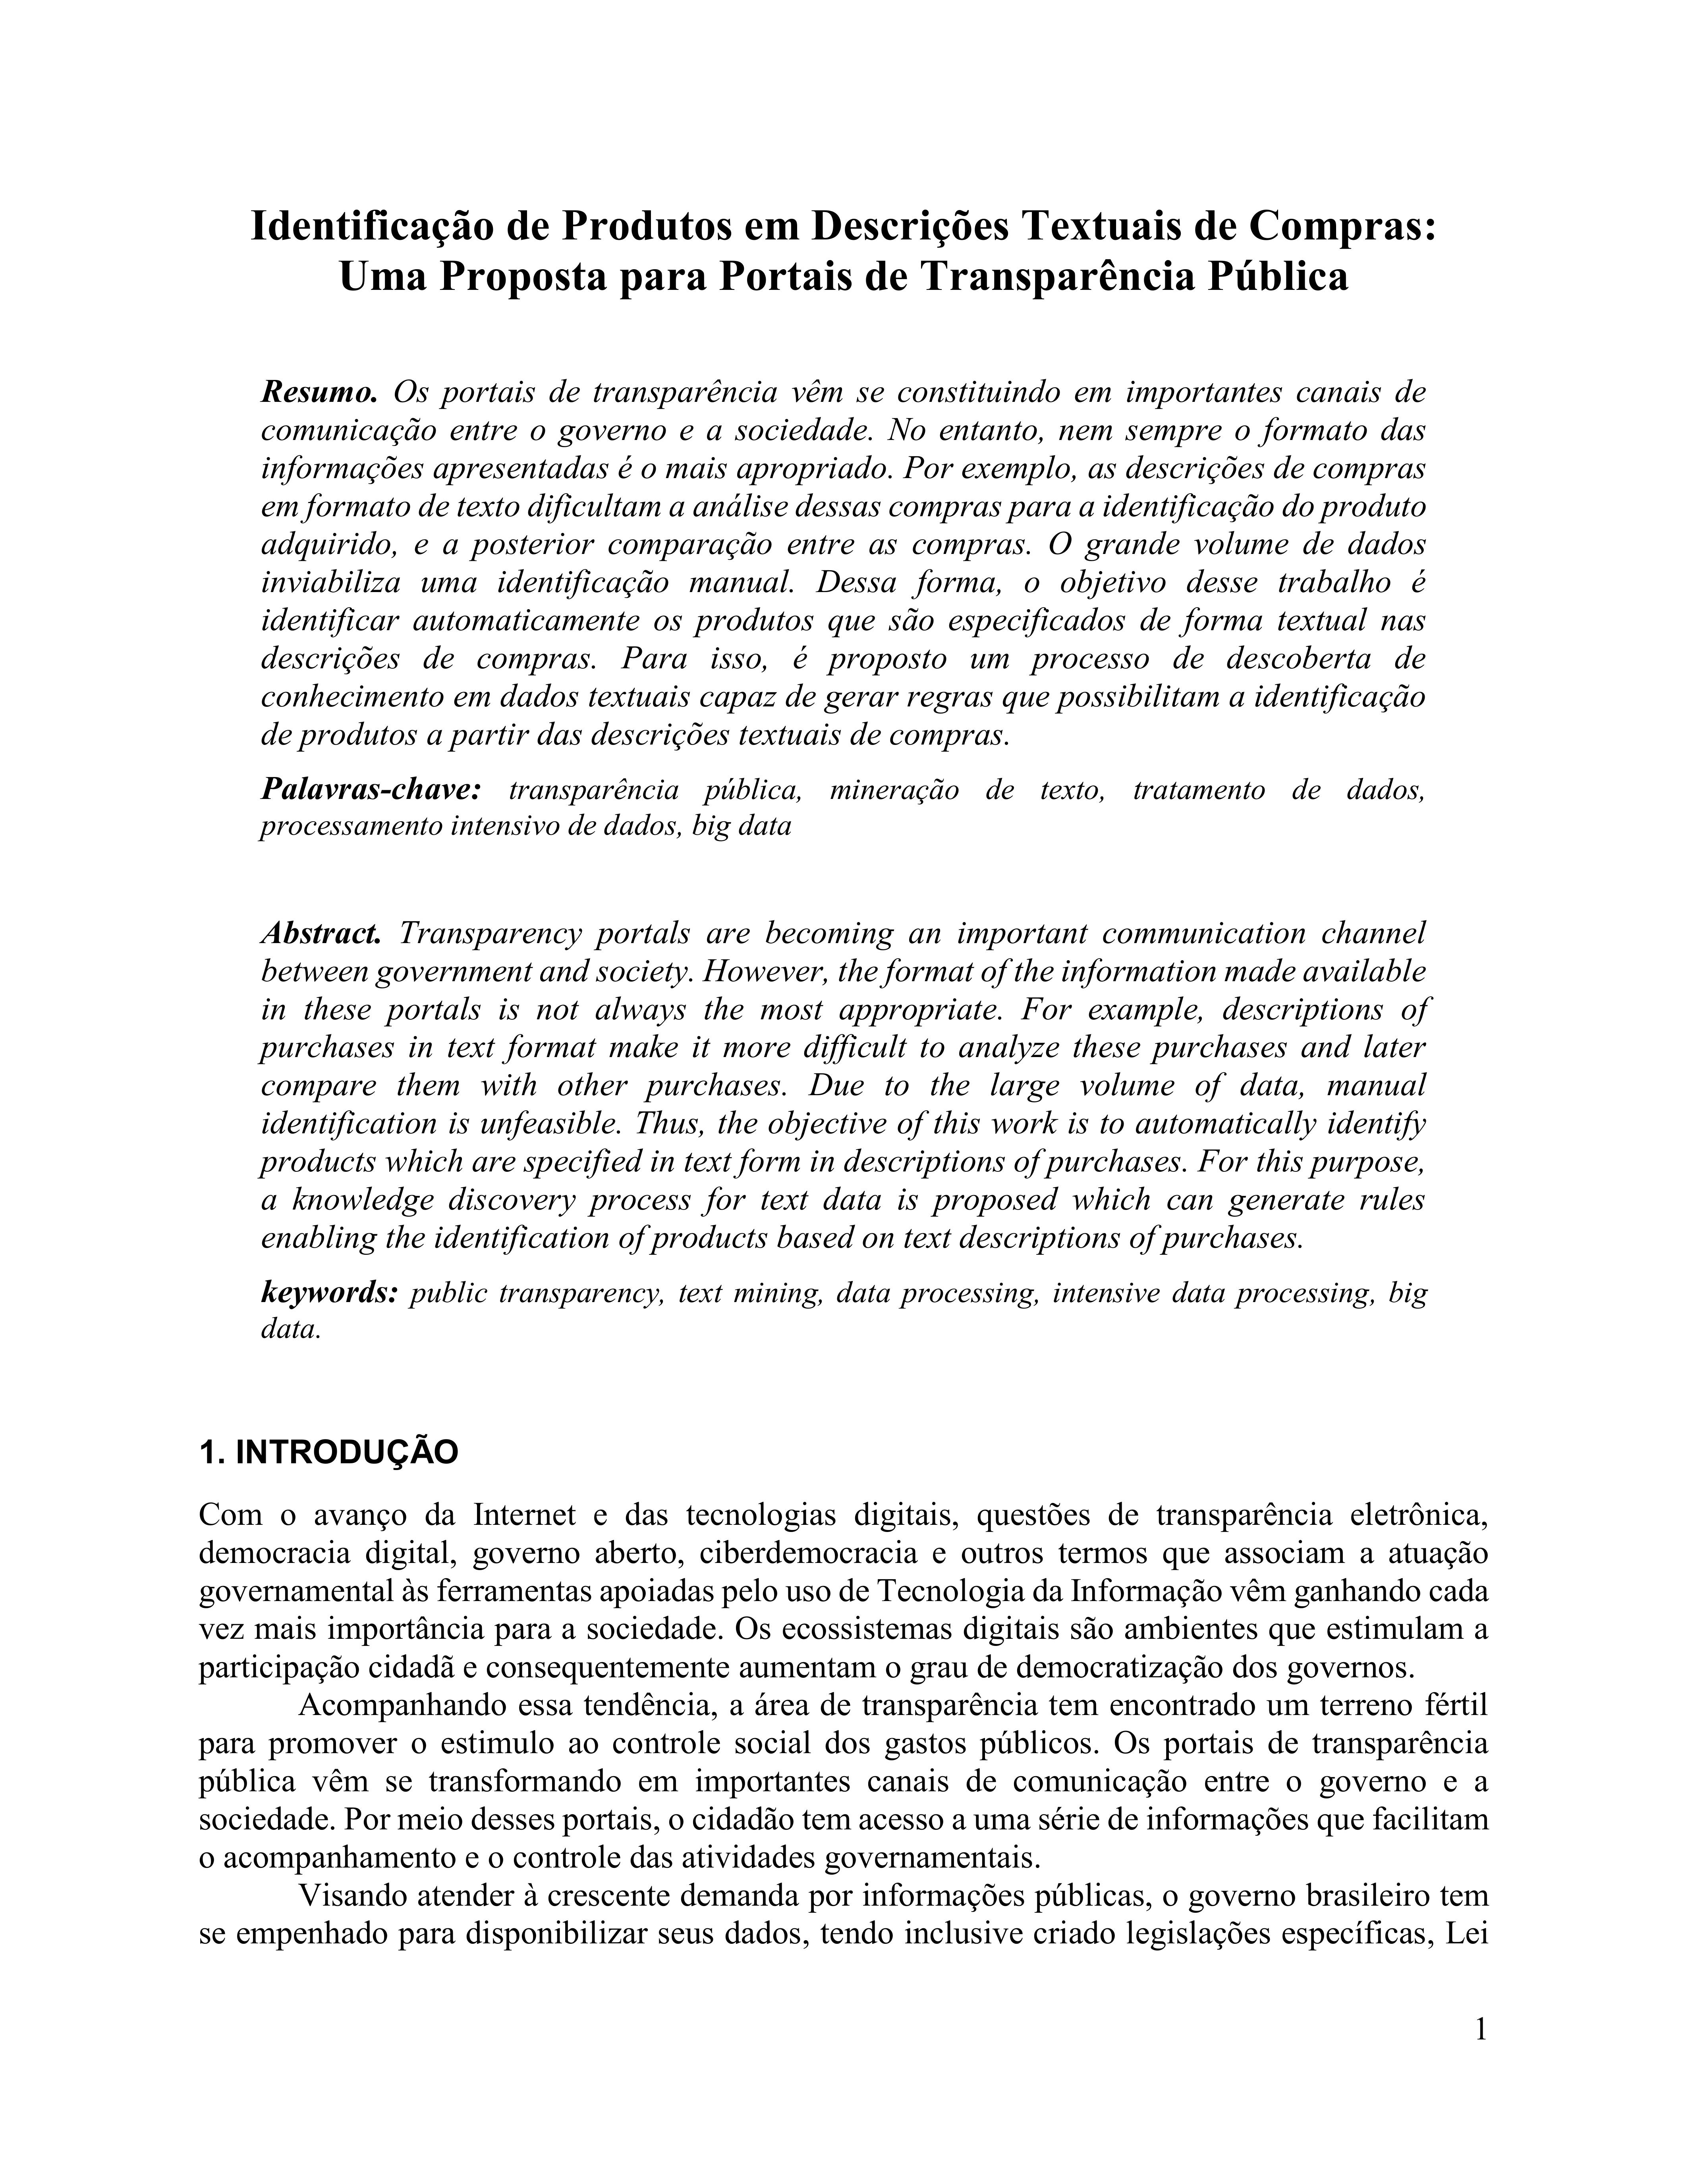 Identificação de Produtos em Descrições Textuais de Compras:
Uma Proposta para Portais de Transparência Pública
Resumo. Os portais de transparência vêm se constituindo em importantes canais de
comunicação entre o governo e a sociedade. No entanto, nem sempre o formato das
informações apresentadas é o mais apropriado. Por exemplo, as descrições de compras
em formato de texto dificultam a análise dessas compras para a identificação do produto
adquirido, e a posterior comparação entre as compras. O grande volume de dados
inviabiliza uma identificação manual. Dessa forma, o objetivo desse trabalho é
identificar automaticamente os produtos que são especificados de forma textual nas
descrições de compras. Para isso, é proposto um processo de descoberta de
conhecimento em dados textuais capaz de gerar regras que possibilitam a identificação
de produtos a partir das descrições textuais de compras.
Palavras-chave: transparência pública, mineração de texto, tratamento de dados,
processamento intensivo de dados, big data
Abstract. Transparency portals are becoming an important communication channel
between government and society. However, the format of the information made available
in these portals is not always the most appropriate. For example, descriptions of
purchases in text format make it more difficult to analyze these purchases and later
compare them with other purchases. Due to the large volume of data, manual
identification is unfeasible. Thus, the objective of this work is to automatically identify
products which are specified in text form in descriptions of purchases. For this purpose,
a knowledge discovery process for text data is proposed which can generate rules
enabling the identification of products based on text descriptions of purchases.
keywords: public transparency, text mining, data processing, intensive data processing, big
data.
1. INTRODUÇÃO
Com o avanço da Internet e das tecnologias digitais, questões de transparência eletrônica,
democracia digital, governo aberto, ciberdemocracia e outros termos que associam a atuação
governamental às ferramentas apoiadas pelo uso de Tecnologia da Informação vêm ganhando cada
vez mais importância para a sociedade. Os ecossistemas digitais são ambientes que estimulam a
participação cidadã e consequentemente aumentam o grau de democratização dos governos.
Acompanhando essa tendência, a área de transparência tem encontrado um terreno fértil
para promover o estimulo ao controle social dos gastos públicos. Os portais de transparência
pública vêm se transformando em importantes canais de comunicação entre o governo e a
sociedade. Por meio desses portais, o cidadão tem acesso a uma série de informações que facilitam
o acompanhamento e o controle das atividades governamentais.
Visando atender à crescente demanda por informações públicas, o governo brasileiro tem
se empenhado para disponibilizar seus dados, tendo inclusive criado legislações específicas, Lei
1